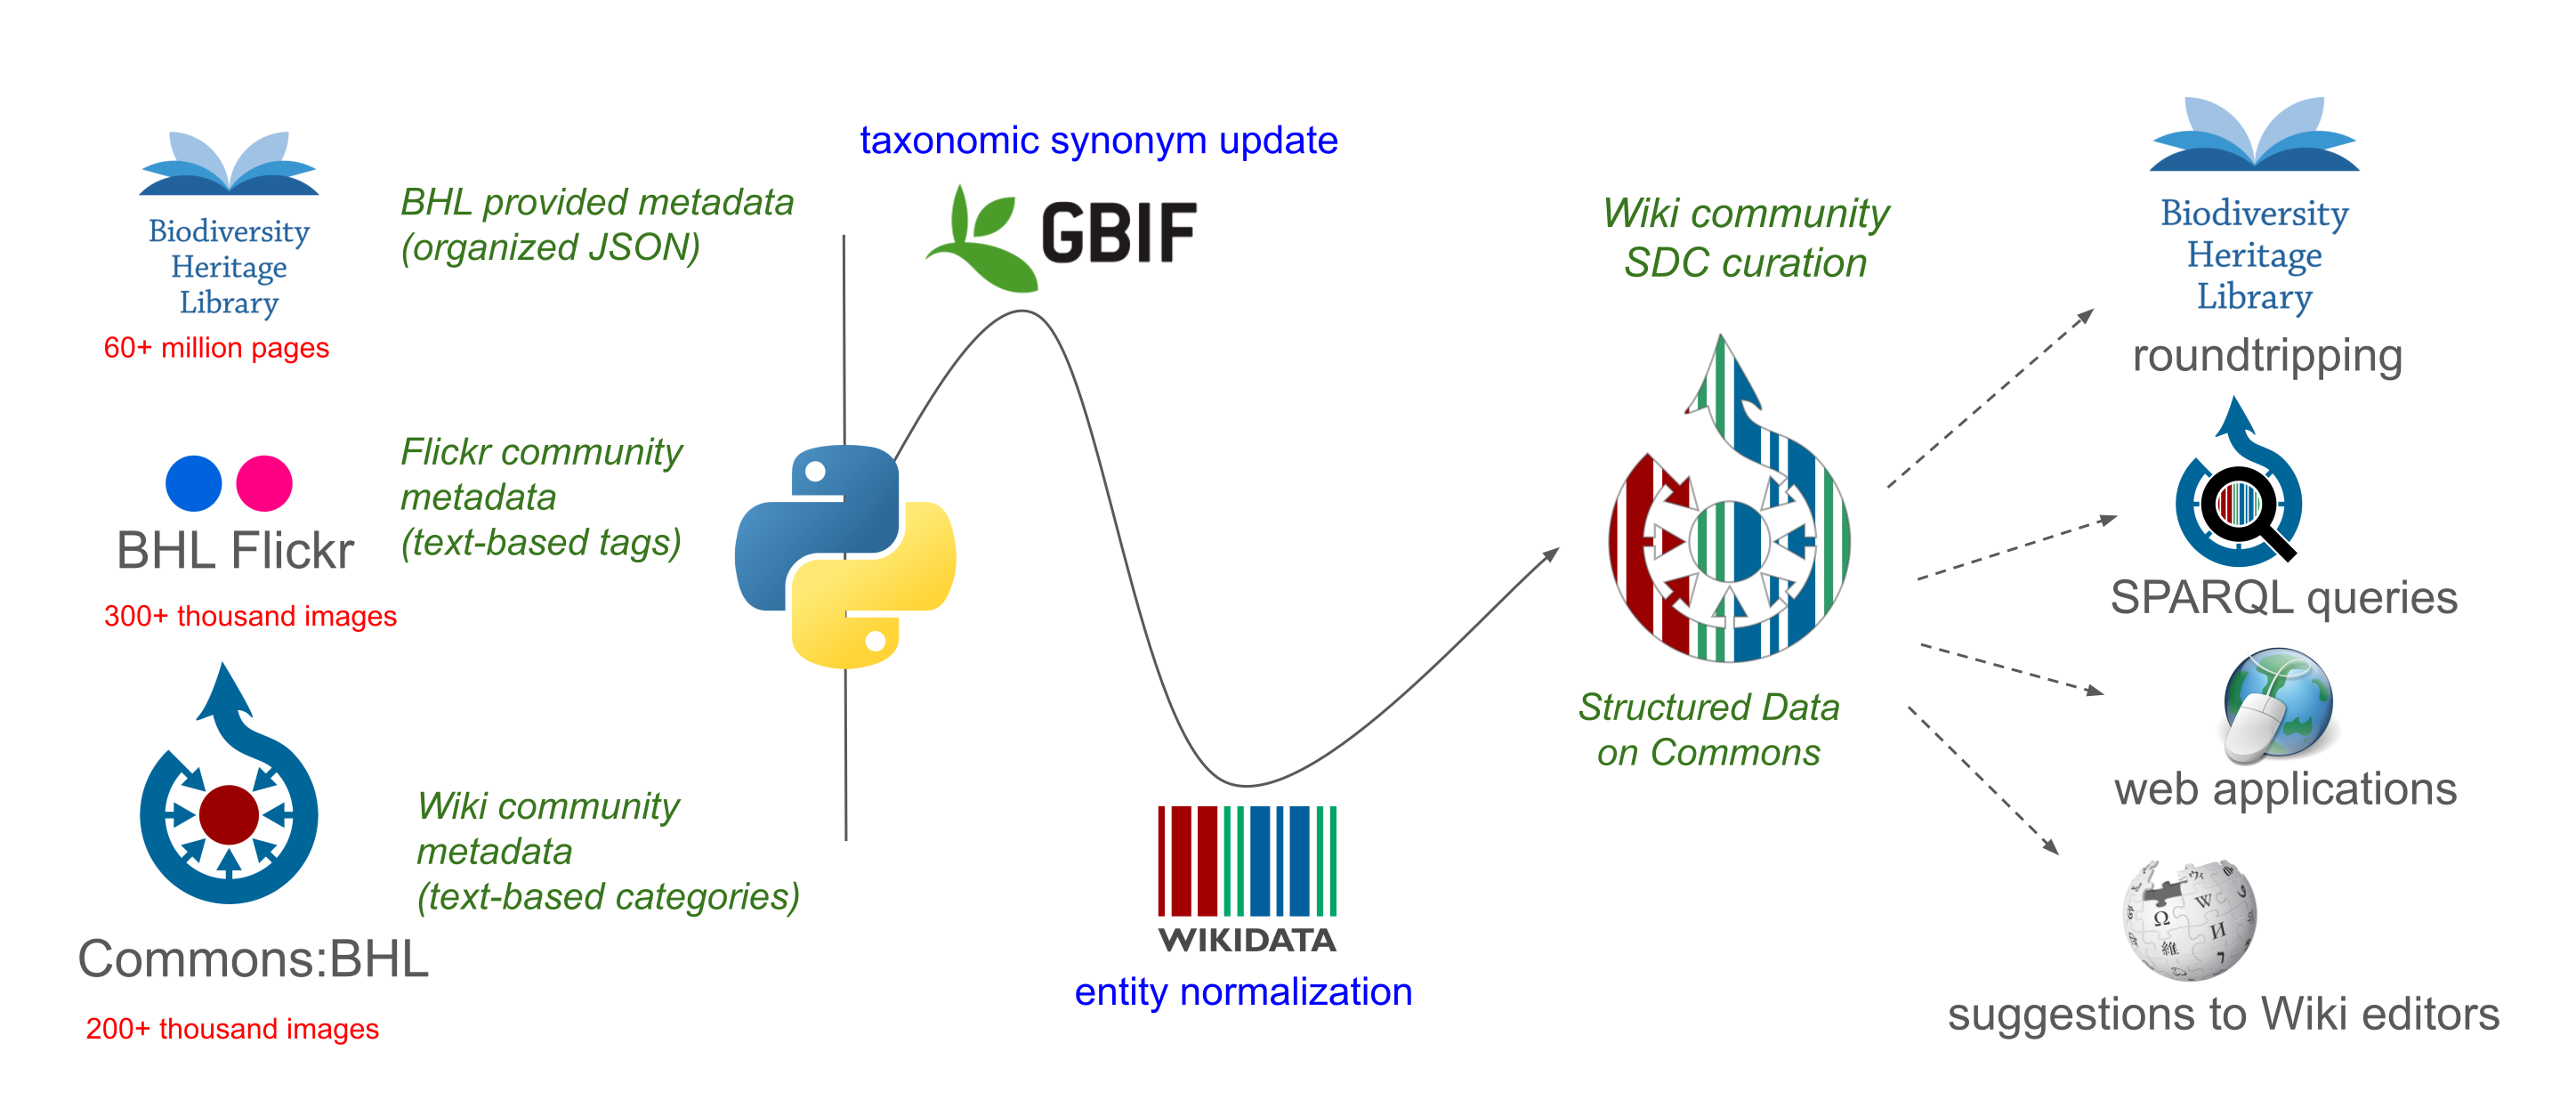 Biodiversity
Heritage
Library
60+ million pages
BHL provided metadata
(organized JSON)
BHL Flickr
300+ thousand images
Flickr community
metadata
(text-based tags)
Commons:BHL
200+ thousand images
Wiki community
metadata
(text-based categories)
taxonomic synonym update
GBIF
WIKIDATA
entity normalization
Wiki community
SDC curation
Structured Data
on Commons
Biodiversity
Heritage
Library
roundtripping
SPARQL queries
web applications
Ω
W
И
維
suggestions to Wiki editors